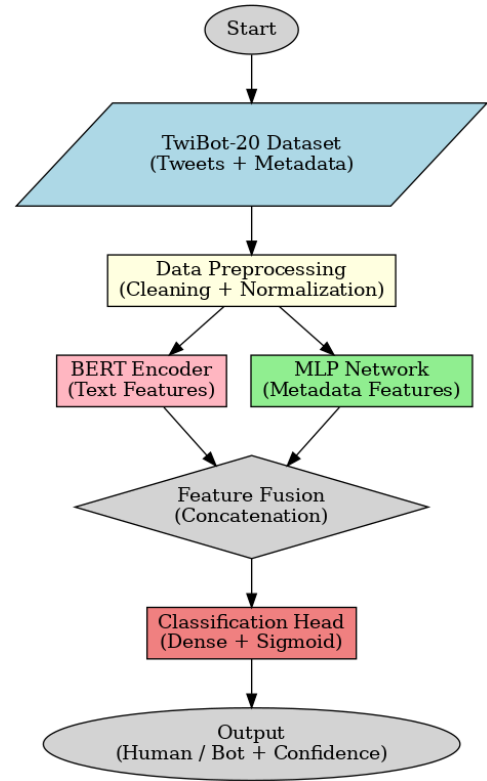 Start
TwiBot-20 Dataset
(Tweets + Metadata)
Data Preprocessing
(Cleaning + Normalization)
BERT Encoder
(Text Features)
MLP Network
(Metadata Features)
Feature Fusion
(Concatenation)
Classification Head
(Dense + Sigmoid)
Output
(Human / Bot + Confidence)